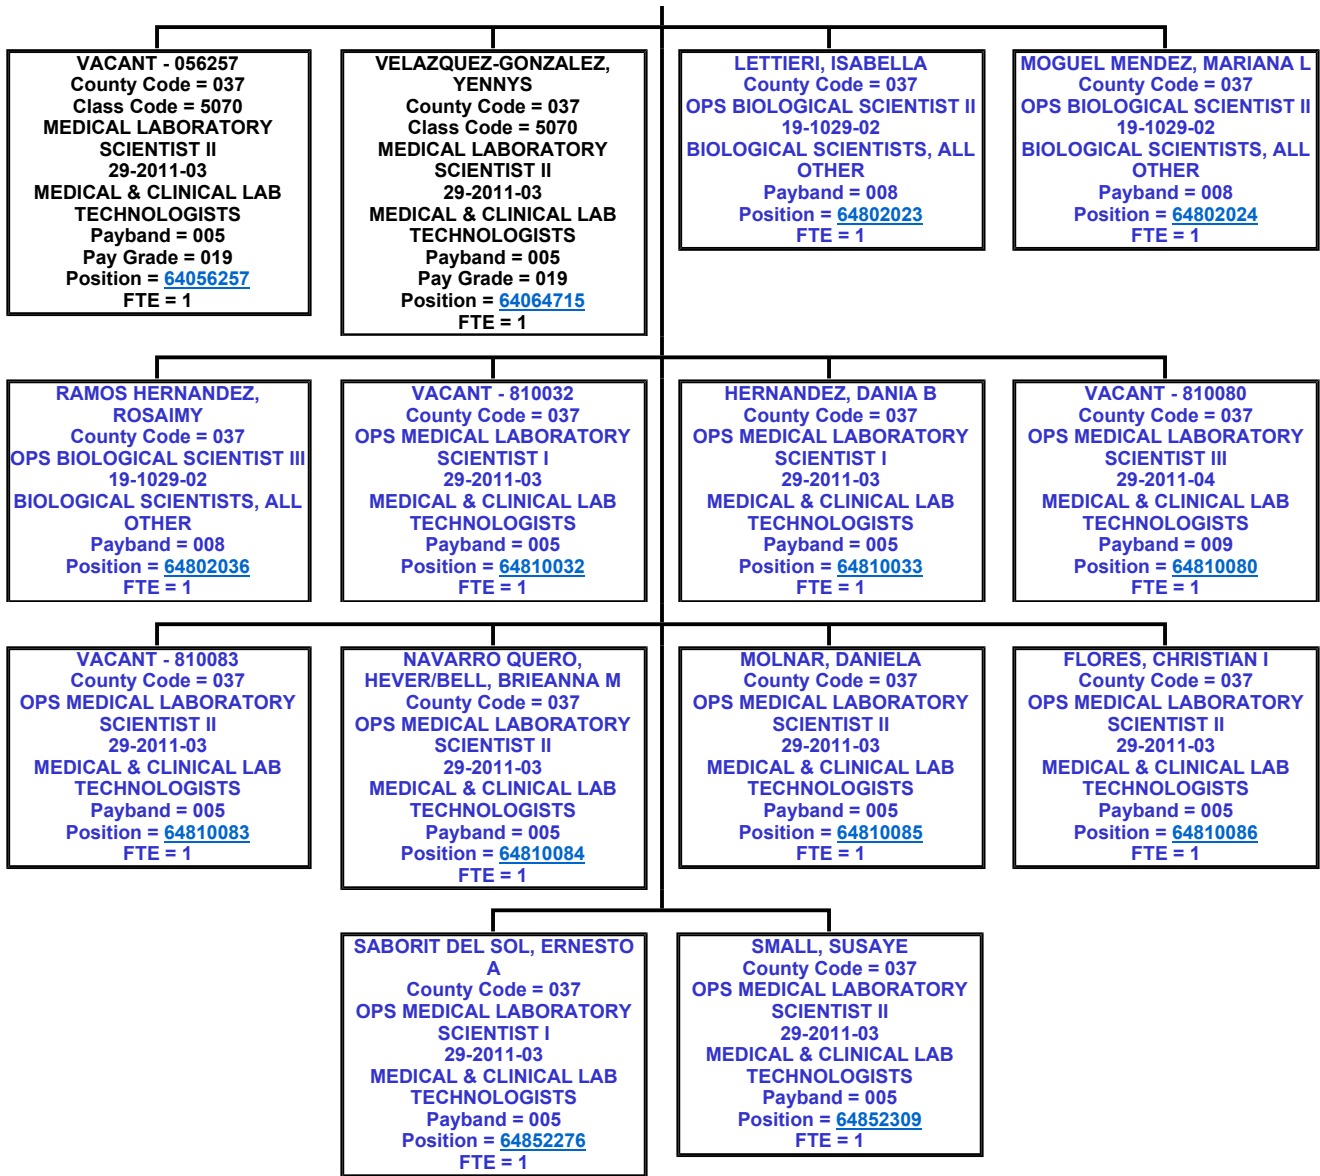 VACANT - 056257
County Code = 037
Class Code = 5070
MEDICAL LABORATORY
SCIENTIST II
29-2011-03
MEDICAL & CLINICAL LAB
TECHNOLOGISTS
Payband = 005
Pay Grade = 019
Position = 64056257
FTE = 1
VELAZQUEZ-GONZALEZ,
YENNYS
County Code = 037
Class Code = 5070
MEDICAL LABORATORY
SCIENTIST II
29-2011-03
MEDICAL & CLINICAL LAB
TECHNOLOGISTS
Payband = 005
Pay Grade = 019
Position = 64064715
FTE = 1
LETTIERI, ISABELLA
County Code = 037
OPS BIOLOGICAL SCIENTIST II
19-1029-02
BIOLOGICAL SCIENTISTS, ALL
OTHER
Payband = 008
Position = 64802023
FTE = 1
MOGUEL MENDEZ, MARIANA L
County Code = 037
OPS BIOLOGICAL SCIENTIST II
19-1029-02
BIOLOGICAL SCIENTISTS, ALL
OTHER
Payband = 008
Position = 64802024
FTE = 1
RAMOS HERNANDEZ,
ROSAIMY
County Code = 037
OPS BIOLOGICAL SCIENTIST III
19-1029-02
BIOLOGICAL SCIENTISTS, ALL
OTHER
Payband = 008
Position = 64802036
FTE = 1
VACANT - 810032
County Code = 037
OPS MEDICAL LABORATORY
SCIENTIST I
29-2011-03
MEDICAL & CLINICAL LAB
TECHNOLOGISTS
Payband = 005
Position = 64810032
FTE = 1
HERNANDEZ, DANIA B
County Code = 037
OPS MEDICAL LABORATORY
SCIENTIST I
29-2011-03
MEDICAL & CLINICAL LAB
TECHNOLOGISTS
Payband = 005
Position = 64810033
FTE = 1
VACANT - 810080
County Code = 037
OPS MEDICAL LABORATORY
SCIENTIST III
29-2011-04
MEDICAL & CLINICAL LAB
TECHNOLOGISTS
Payband = 009
Position = 64810080
FTE = 1
VACANT - 810083
County Code = 037
OPS MEDICAL LABORATORY
SCIENTIST II
29-2011-03
MEDICAL & CLINICAL LAB
TECHNOLOGISTS
Payband = 005
Position = 64810083
FTE = 1
NAVARRO QUERO,
HEVER/BELL, BRIEANNA M
County Code = 037
OPS MEDICAL LABORATORY
SCIENTIST II
29-2011-03
MEDICAL & CLINICAL LAB
TECHNOLOGISTS
Payband = 005
Position = 64810084
FTE = 1
MOLNAR, DANIELA
County Code = 037
OPS MEDICAL LABORATORY
SCIENTIST II
29-2011-03
MEDICAL & CLINICAL LAB
TECHNOLOGISTS
Payband = 005
Position = 64810085
FTE = 1
FLORES, CHRISTIAN I
County Code = 037
OPS MEDICAL LABORATORY
SCIENTIST II
29-2011-03
MEDICAL & CLINICAL LAB
TECHNOLOGISTS
Payband = 005
Position = 64810086
FTE = 1
SABORIT DEL SOL, ERNESTO
A
County Code = 037
OPS MEDICAL LABORATORY
SCIENTIST I
29-2011-03
MEDICAL & CLINICAL LAB
TECHNOLOGISTS
Payband = 005
Position = 64852276
FTE = 1
SMALL, SUSAYE
County Code = 037
OPS MEDICAL LABORATORY
SCIENTIST II
29-2011-03
MEDICAL & CLINICAL LAB
TECHNOLOGISTS
Payband = 005
Position = 64852309
FTE = 1